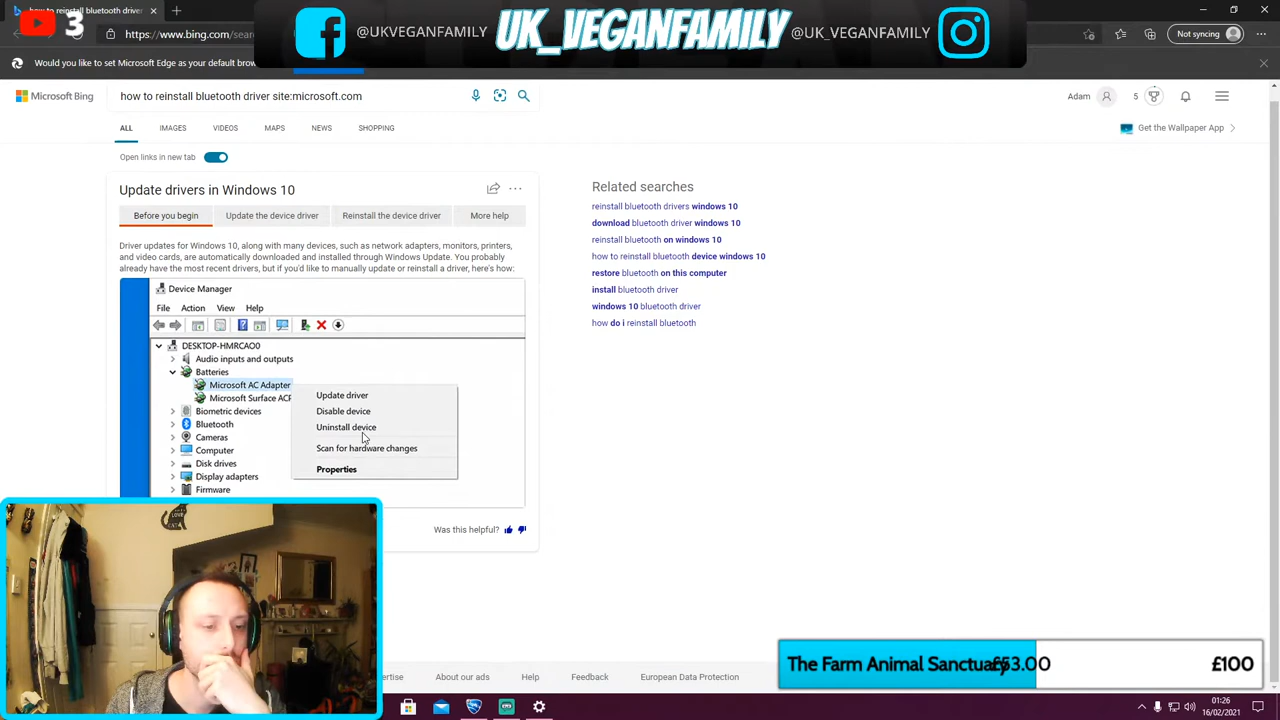 how to reinstall bluetooth driver
3
https://www.bing.com/sear
@UKVEGANFAMILY
UK_VEGANFAMILY
@UK_VEGANFAMILY
Not syncing
Would you like to set Microsoft Edge as your default brow
Microsoft Bing
how to reinstall bluetooth driver site:microsoft.com
Adam
5
ALL
IMAGES
VIDEOS
MAPS
NEWS
SHOPPING
Get the Wallpaper App
Open links in new tab
Update drivers in Windows 10
Before you begin
Update the device driver
Reinstall the device driver
More help
Driver updates for Windows 10, along with many devices, such as network adapters, monitors, printers,
and video cards, are automatically downloaded and installed through Windows Update. You probably
already have the most recent drivers, but if you'd like to manually update or reinstall a driver, here's how:
Device Manager
File Action View Help
DESKTOP-HMRCAO0
Audio inputs and outputs
Batteries
Microsoft AC Adapter
Microsoft Surface ACP
Biometric devices
Bluetooth
Cameras
Computer
Disk drives
Display adapters
Firmware
Update driver
Disable device
Uninstall device
Scan for hardware changes
Properties
Was this helpful?
Related searches
reinstall bluetooth drivers windows 10
download bluetooth driver windows 10
reinstall bluetooth on windows 10
how to reinstall bluetooth device windows 10
restore bluetooth on this computer
install bluetooth driver
windows 10 bluetooth driver
how do i reinstall bluetooth
The Farm Animal Sanctuary
£53.00
£100
ertise
About our ads
Help
Feedback
European Data Protection
01:26
16/02/2021